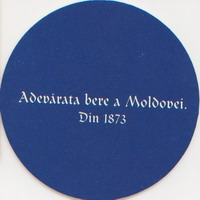 Adevărata bere a Moldovei.
Din 1873